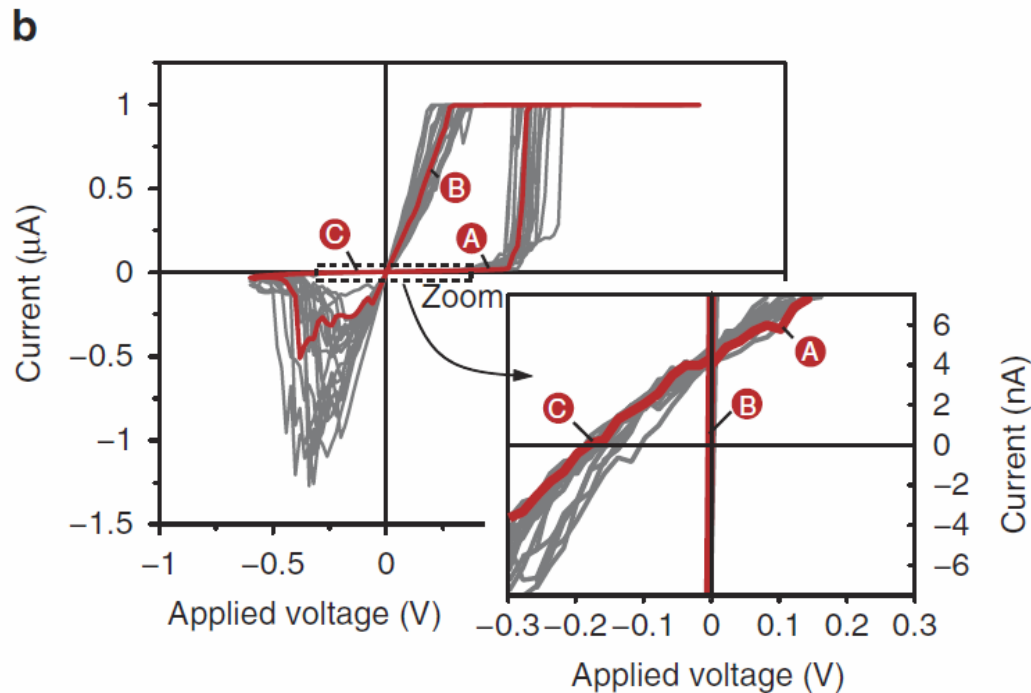 b
1
0.5
0
−0.5
−1
−1.5
Current (µA)
−1
−0.5
0
Applied voltage (V)
A
B
C
Zoom
A
B
C
6
4
2
0
−2
−4
−6
Current (nA)
−0.3
−0.2
−0.1
0
0.1
0.2
0.3
Applied voltage (V)